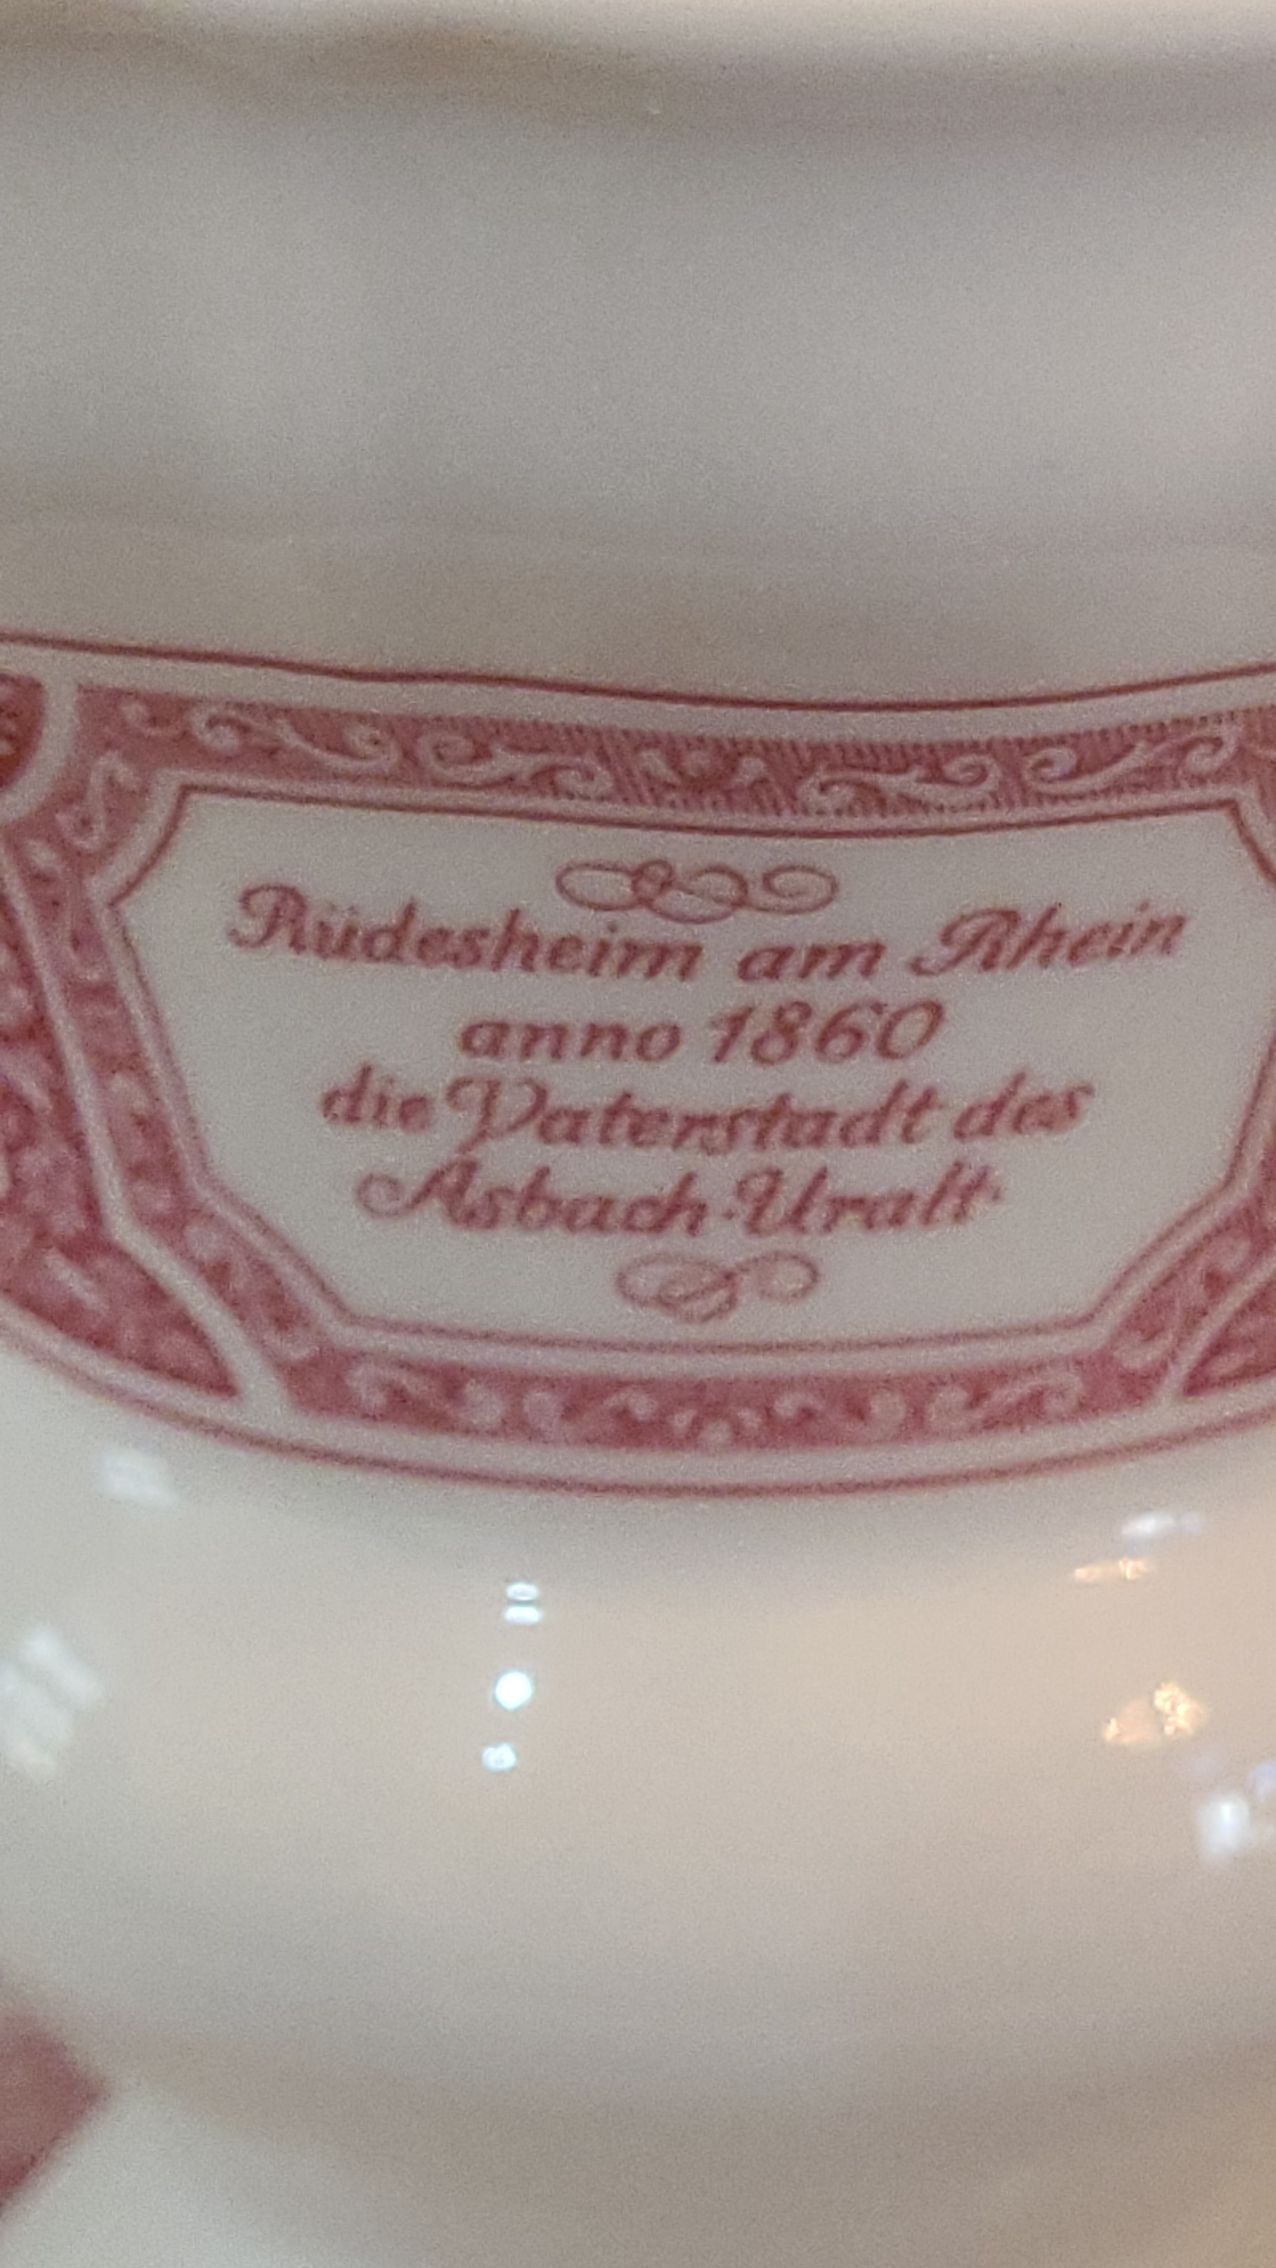 Rüdesheim am Rhein
anno 1860
die Vaterstadt des
Asbach·Uralt·